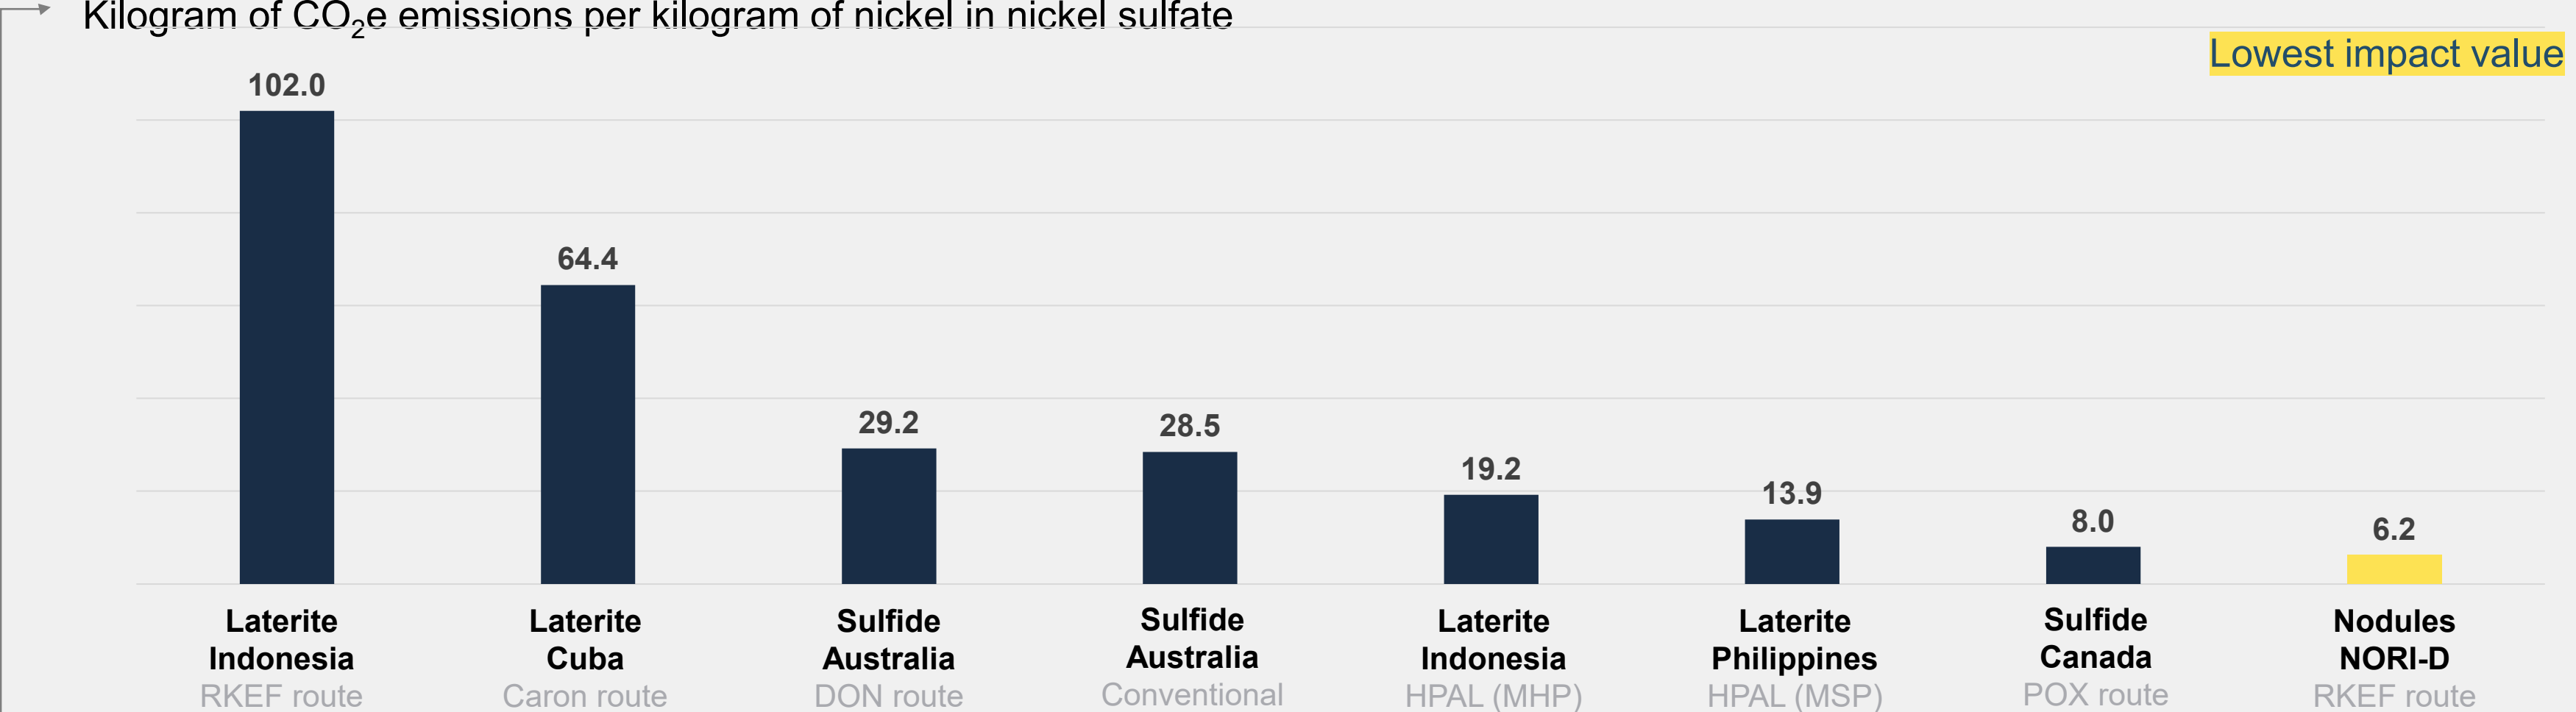 Kilogram of CO₂e emissions per kilogram of nickel in nickel sulfate
Lowest impact value
102.0
64.4
29.2
28.5
19.2
13.9
8.0
6.2
Laterite
Indonesia
RKEF route
Laterite
Cuba
Caron route
Sulfide
Australia
DON route
Sulfide
Australia
Conventional
Laterite
Indonesia
HPAL (MHP)
Laterite
Philippines
HPAL (MSP)
Sulfide
Canada
POX route
Nodules
NORI-D
RKEF route